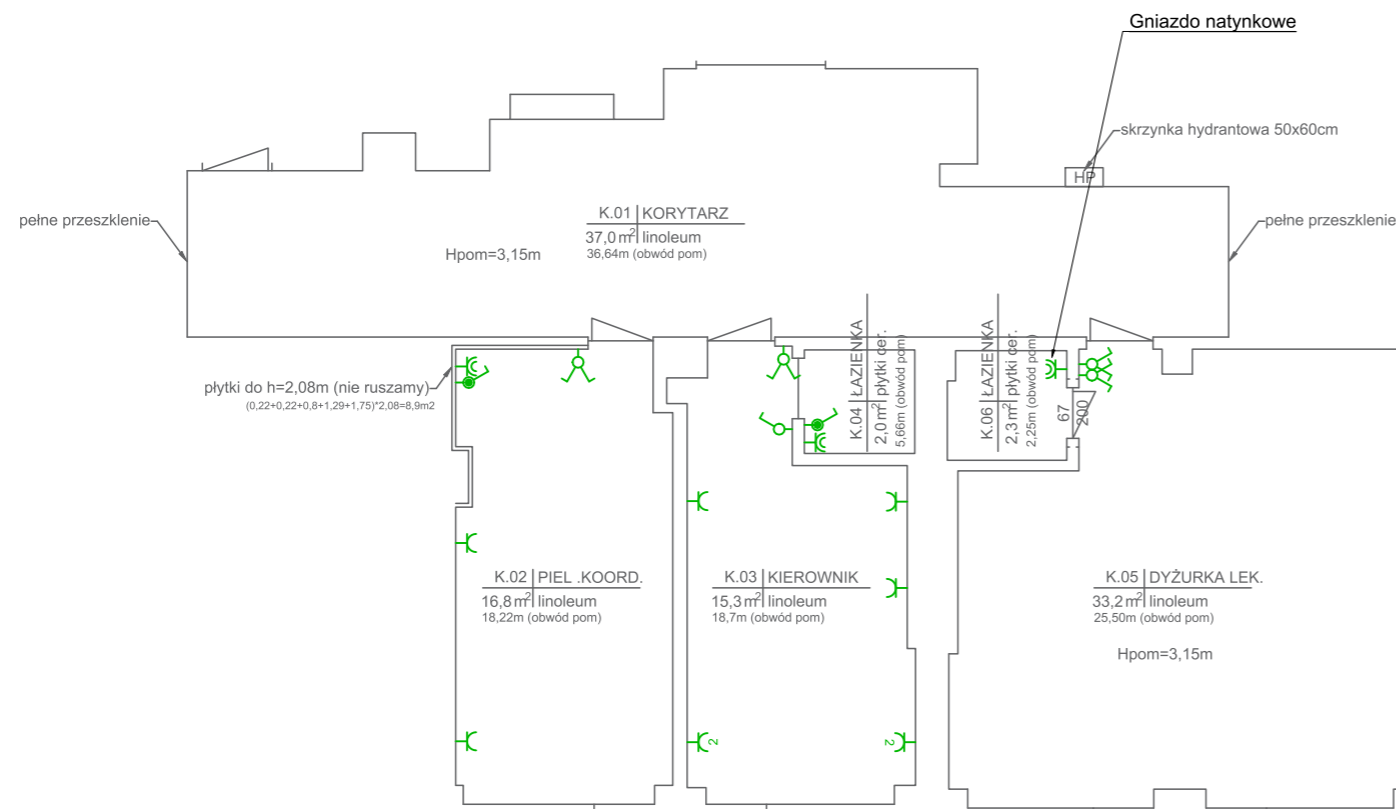 Gniazdo natynkowe
skrzynka hydrantowa 50x60cm
HP
pełne przeszklenie
K.01 KORYTARZ
37,0 m² linoleum
36,64m (obwód pom)
Hpom=3,15m
pełne przeszklenie
płytki do h=2,08m (nie ruszamy)
(0,22+0,22+0,8+1,29+1,75)*2,08=8,9m2
K.04 ŁAZIENKA
2,0 m² płytki cer.
5,66m (obwód pom)
K.06 ŁAZIENKA
2,3 m² płytki cer.
2,25m (obwód pom)
67
200
K.02 PIEL .KOORD.
16,8 m² linoleum
18,22m (obwód pom)
K.03 KIEROWNIK
15,3 m² linoleum
18,7m (obwód pom)
K.05 DYŻURKA LEK.
33,2 m² linoleum
25,50m (obwód pom)
Hpom=3,15m
2
2